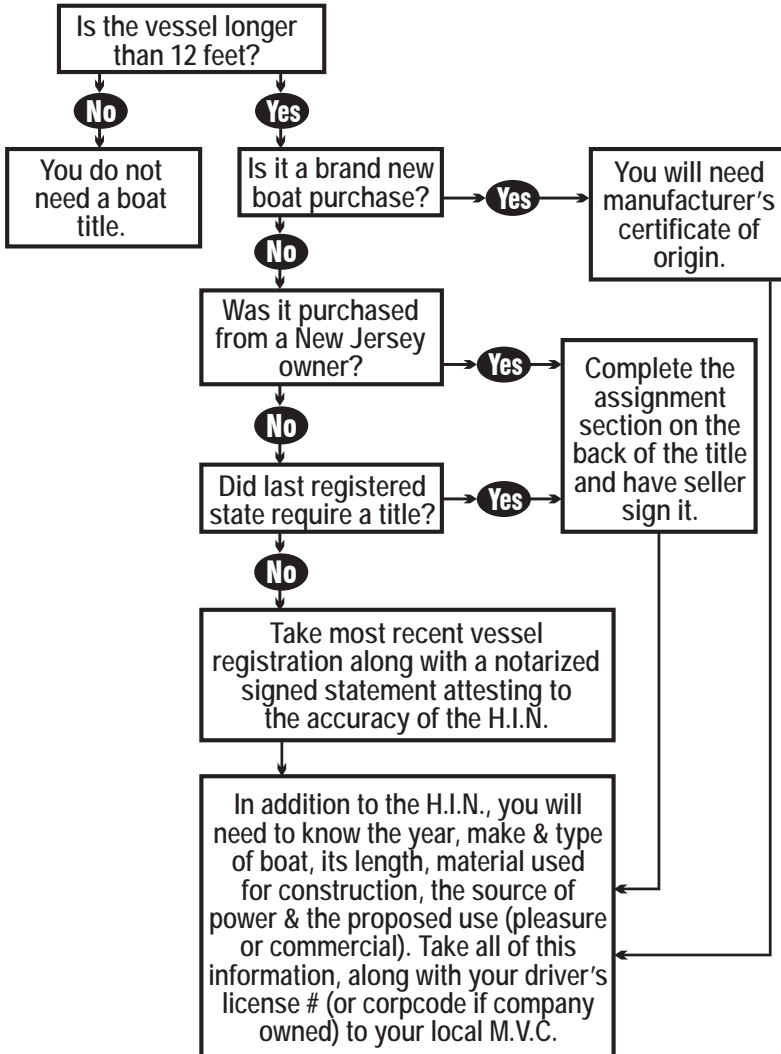 Is the vessel longer
than 12 feet?
No
Yes
You do not
need a boat
title.
Is it a brand new
boat purchase?
Yes
You will need
manufacturer's
certificate of
origin.
No
Was it purchased
from a New Jersey
owner?
Yes
Complete the
assignment
section on the
back of the title
and have seller
sign it.
No
Did last registered
state require a title?
Yes
No
Take most recent vessel
registration along with a notarized
signed statement attesting to
the accuracy of the H.I.N.
In addition to the H.I.N., you will
need to know the year, make & type
of boat, its length, material used
for construction, the source of
power & the proposed use (pleasure
or commercial). Take all of this
information, along with your driver's
license # (or corpcode if company
owned) to your local M.V.C.